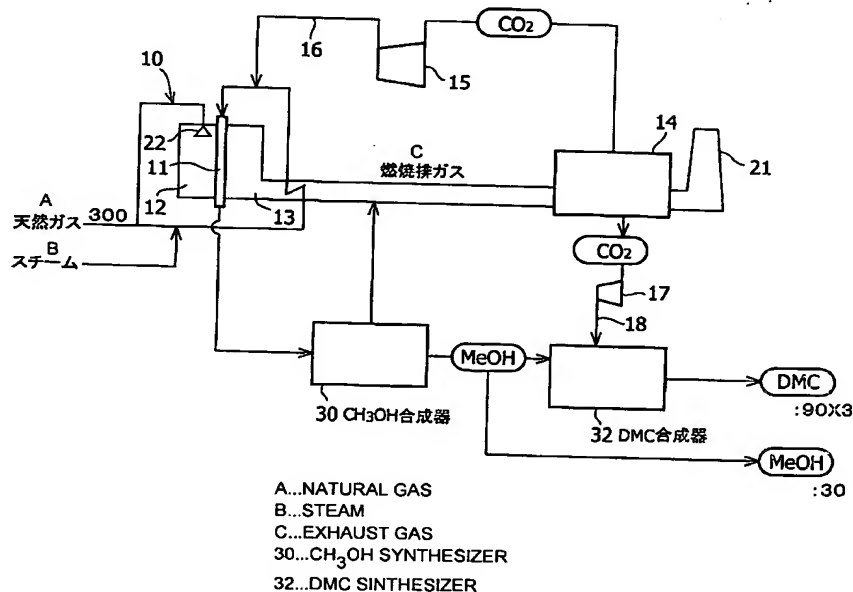 CO₂
16
15
10
14
22
C
燃焼排ガス
21
11
A
12
13
天然ガス 300
B
CO₂
スチーム
17
18
MeOH
DMC
:90X3
30 CH₃OH合成器
32 DMC合成器
MeOH
:30
A...NATURAL GAS
B...STEAM
C...EXHAUST GAS
30...CH₃OH SYNTHESIZER
32...DMC SINTHESIZER